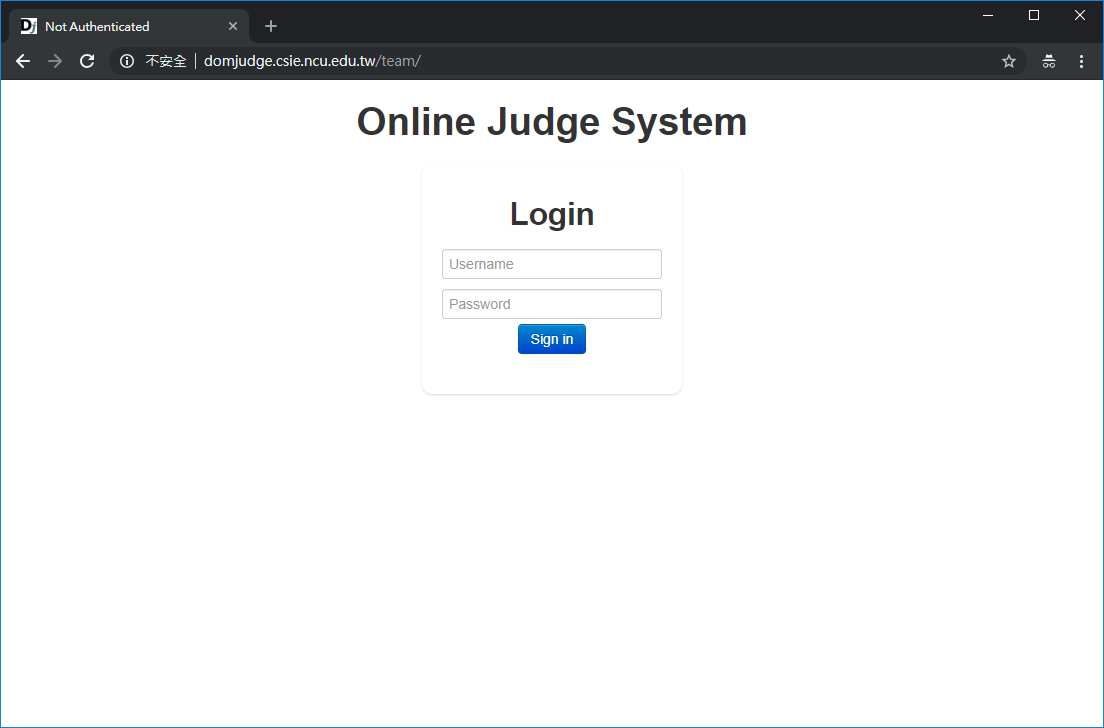 Not Authenticated
不安全 domjudge.csie.ncu.edu.tw/team/
Online Judge System
Login
Username
Password
Sign in